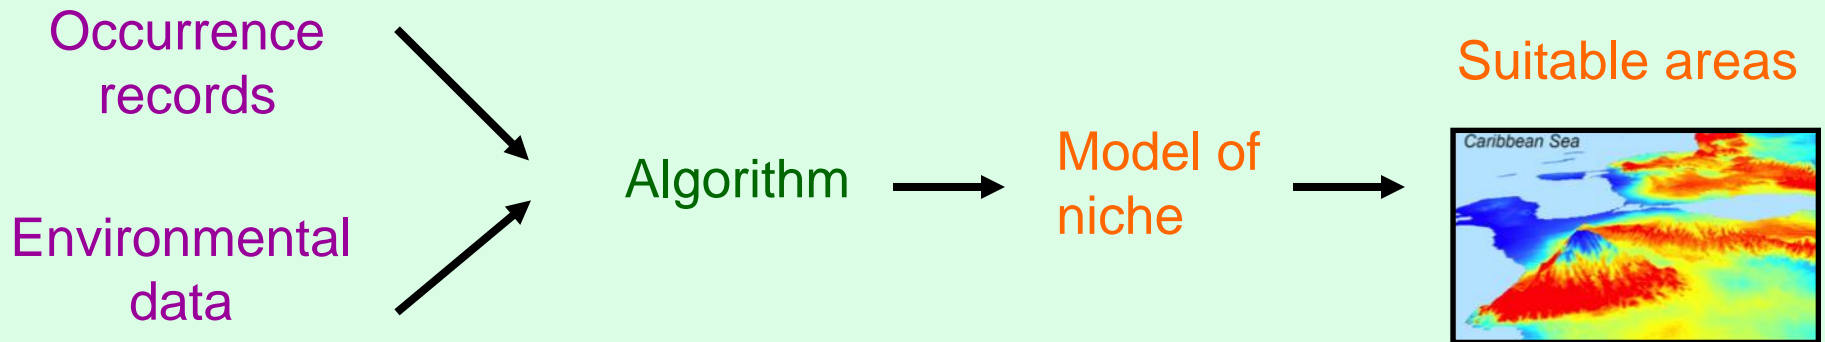 Occurrence
records
Environmental
data
Algorithm
Model of
niche
Suitable areas
Caribbean Sea